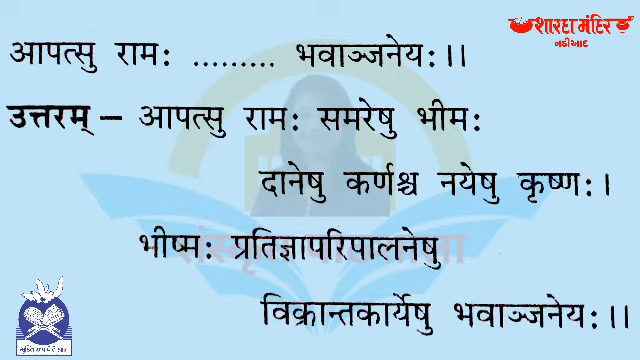 शारदा मंदिर
નડીઆદ
आपत्सु रामः ......... भवाञ्जनेयः।।
उत्तरम् – आपत्सु रामः समरेषु भीमः
दानेषु कर्णश्च नयेषु कृष्णः।
भीष्मः प्रतिज्ञापरिपालनेषु
विक्रान्तकार्येषु भवाञ्जनेयः।।